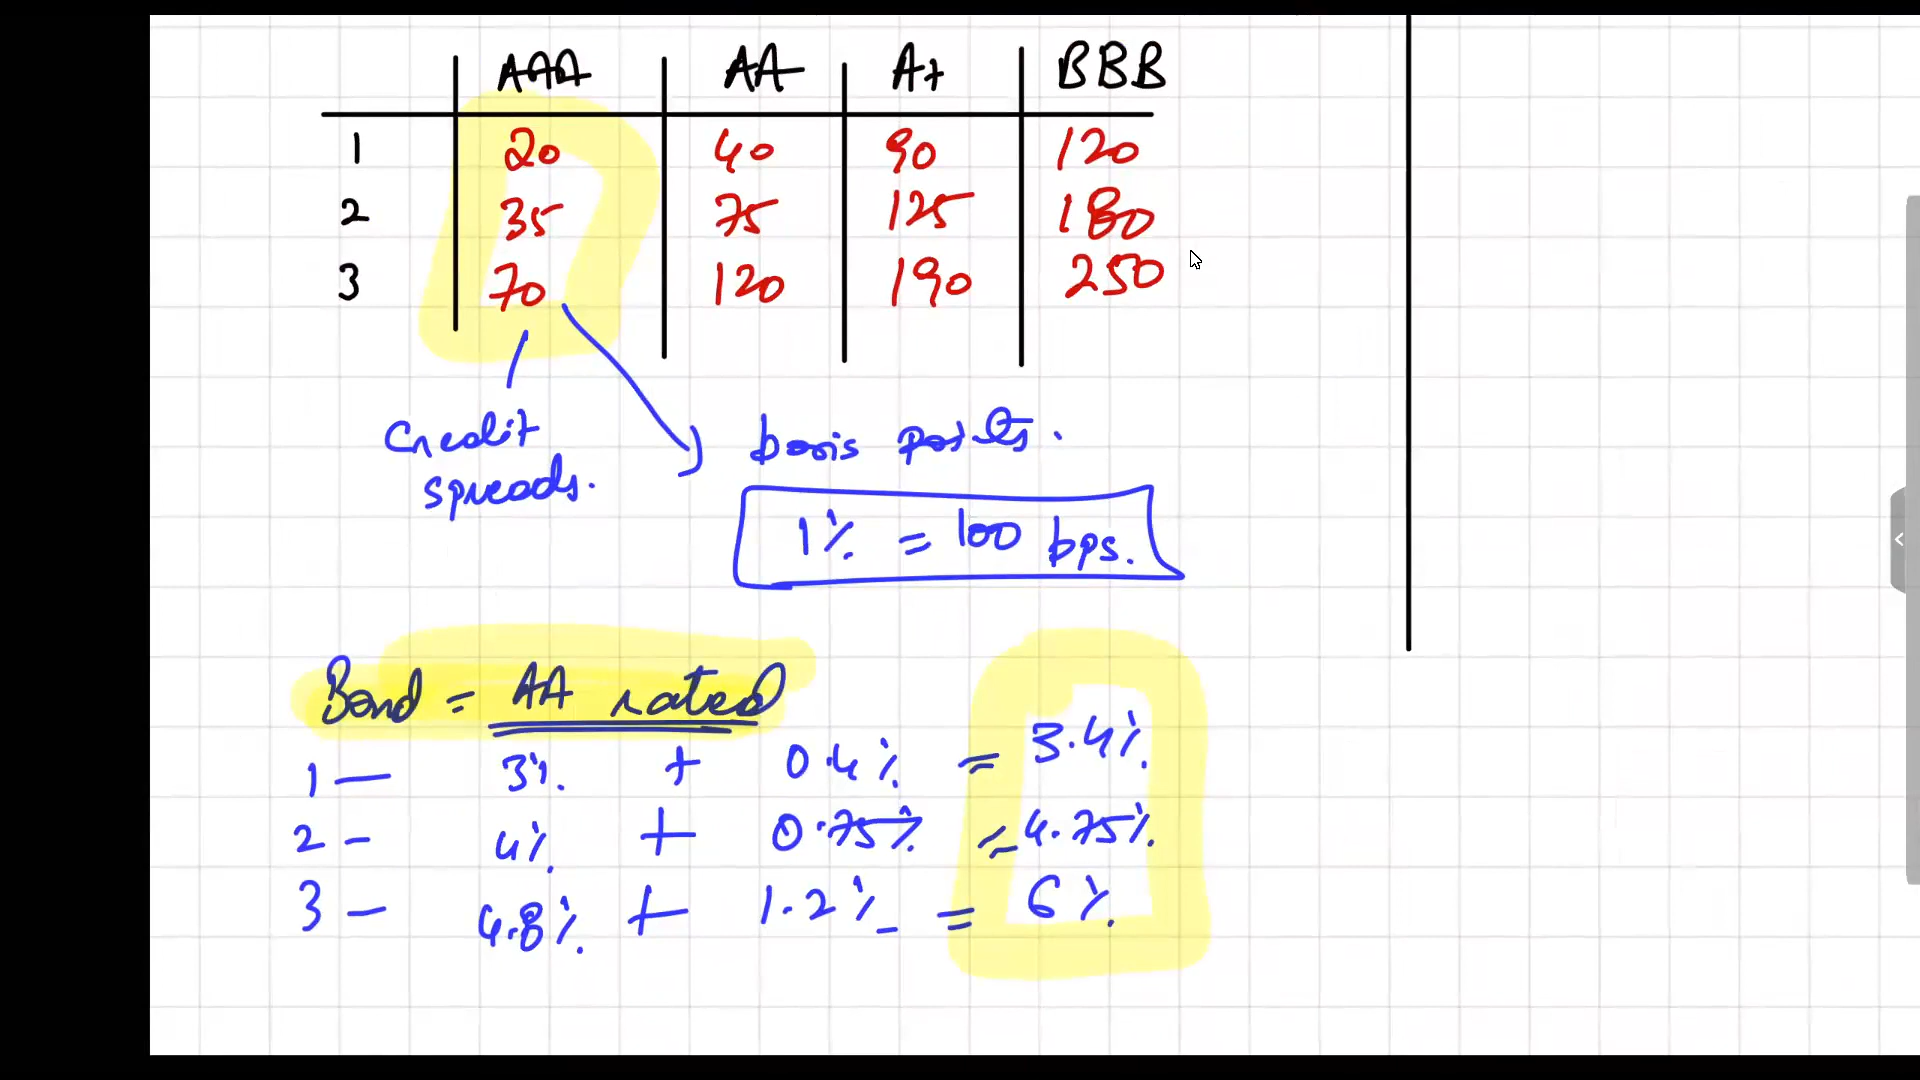 AAA AA A+ BBB
1 20 40 90 120
2 35 75 125 180
3 70 120 190 250
Credit spreads.
basis points.
1% = 100 bps.
Bond = AA rated
1 — 3% + 0.4% = 3.4%
2 - 4% + 0.75% = 4.75%
3 - 4.8% + 1.2% = 6%